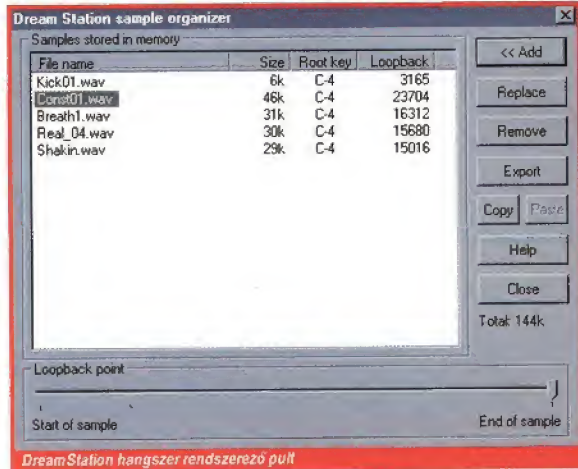 Dream Station sample organizer
Samples stored in memory
File name Size Root key Loopback
Kick01.wav 6k C-4 3165
Const01.wav 46k C-4 23704
Breath1.wav 31k C-4 16312
Real_04.wav 30k C-4 15680
Shakin.wav 29k C-4 15016
<< Add
Replace
Remove
Export
Copy Paste
Help
Close
Total: 144k
Loopback point
Start of sample End of sample
DreamStation hangszer rendszerező pult